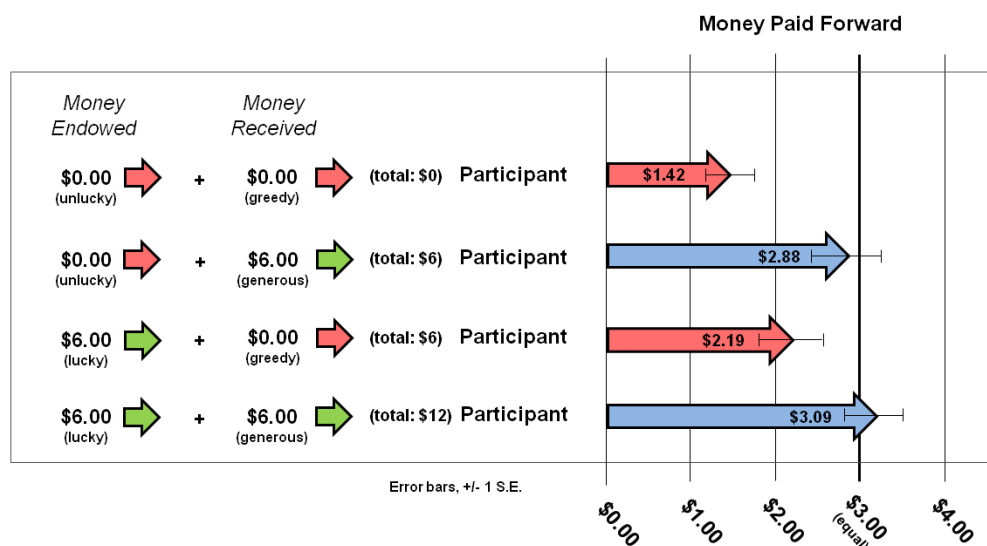 Money Paid Forward
Money Endowed
Money Received
$0.00 (unlucky) + $0.00 (greedy) (total: $0) Participant $1.42
$0.00 (unlucky) + $6.00 (generous) (total: $6) Participant $2.88
$6.00 (lucky) + $0.00 (greedy) (total: $6) Participant $2.19
$6.00 (lucky) + $6.00 (generous) (total: $12) Participant $3.09
Error bars, +/- 1 S.E.
$0.00
$1.00
$2.00
$3.00
(equal)
$4.00